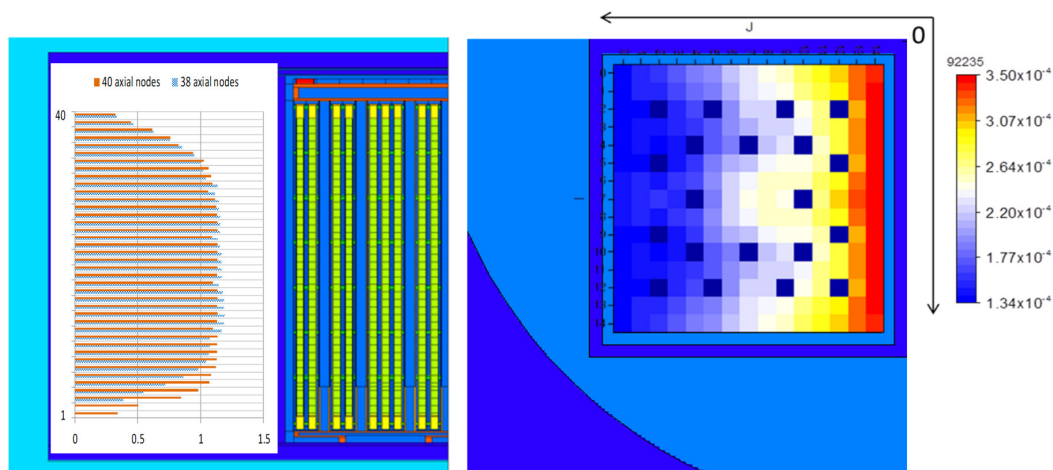 40 axial nodes 38 axial nodes
40
1
0 0.5 1 1.5
J
0
I
92235
3.50x10⁻⁴
3.07x10⁻⁴
2.64x10⁻⁴
2.20x10⁻⁴
1.77x10⁻⁴
1.34x10⁻⁴